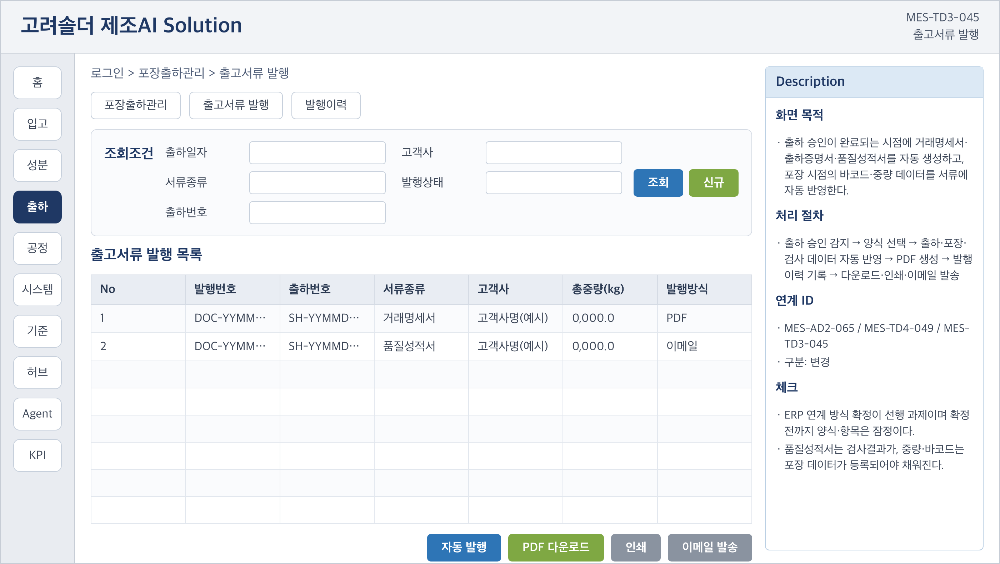 고려솔더 제조AI Solution
MES-TD3-045
출고서류 발행
홈
입고
성분
출하
공정
시스템
기준
허브
Agent
KPI
로그인 > 포장출하관리 > 출고서류 발행
포장출하관리 출고서류 발행 발행이력
조회조건 출하일자 고객사
서류종류 발행상태 조회 신규
출하번호
출고서류 발행 목록
No 발행번호 출하번호 서류종류 고객사 총중량(kg) 발행방식
1 DOC-YYMM··· SH-YYMMD··· 거래명세서 고객사명(예시) 0,000.0 PDF
2 DOC-YYMM··· SH-YYMMD··· 품질성적서 고객사명(예시) 0,000.0 이메일
자동 발행 PDF 다운로드 인쇄 이메일 발송
Description
화면 목적
· 출하 승인이 완료되는 시점에 거래명세서·
출하증명서·품질성적서를 자동 생성하고,
포장 시점의 바코드·중량 데이터를 서류에
자동 반영한다.
처리 절차
· 출하 승인 감지 → 양식 선택 → 출하·포장·
검사 데이터 자동 반영 → PDF 생성 → 발행
이력 기록 → 다운로드·인쇄·이메일 발송
연계 ID
· MES-AD2-065 / MES-TD4-049 / MES-
TD3-045
· 구분: 변경
체크
· ERP 연계 방식 확정이 선행 과제이며 확정
전까지 양식·항목은 잠정이다.
· 품질성적서는 검사결과가, 중량·바코드는
포장 데이터가 등록되어야 채워진다.